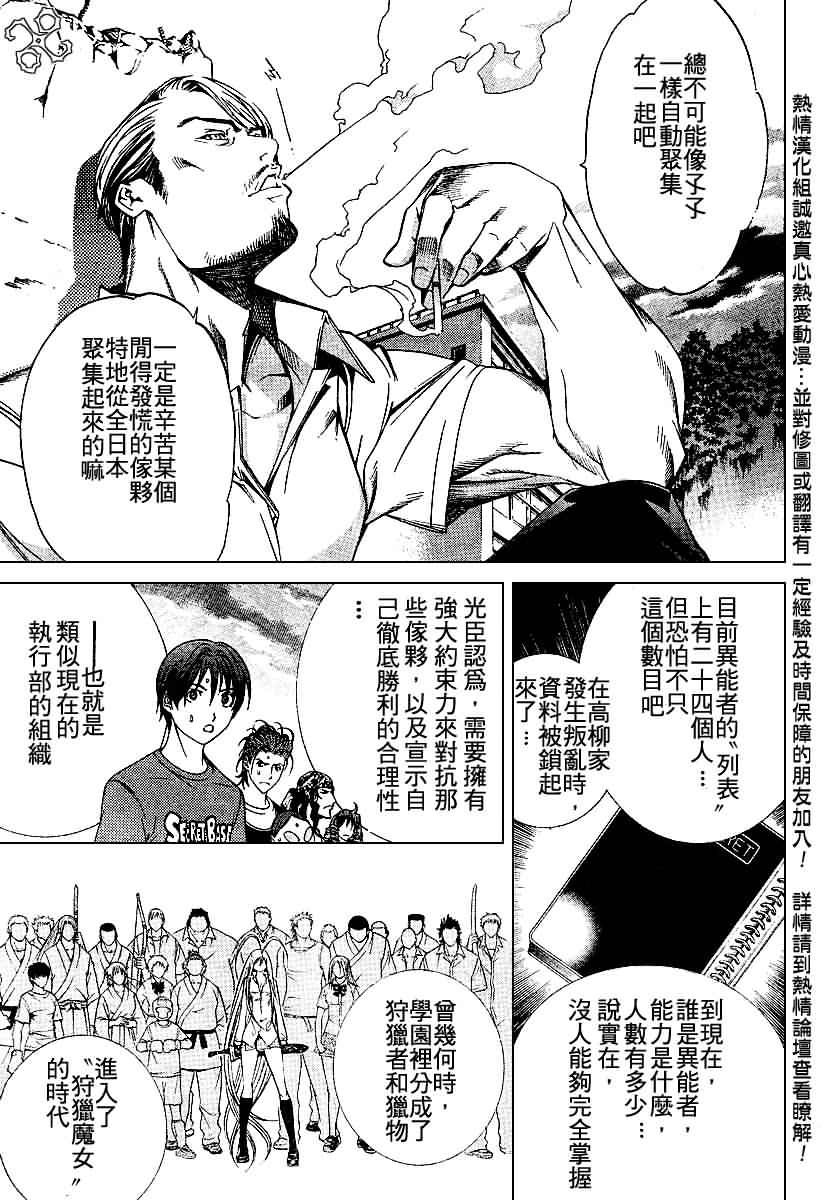 總不可能像孑孓
一樣自動聚集
在一起吧
一定是辛苦某個
閒得發慌的傢夥
特地從全日本
聚集起來的嘛
目前異能者的〝列表〞
上有二十四個人…
但恐怕不只
這個數目吧
在高柳家
發生叛亂時，
資料被鎖起
來了…
到現在，
誰是異能者，
能力是什麼，
人數有多少…
說實在，
沒人能夠完全掌握
光臣認爲，需要擁有
強大約束力來對抗那
些傢夥，以及宣示自
己徹底勝利的合理性
…
──也就是
類似現在的
執行部的組織
SECRET BASE
曾幾何時，
學園裡分成了
狩獵者和獵物
進入了
〝狩獵魔女〞
的時代
熱情漢化組誠邀真心熱愛動漫…並對修圖或翻譯有一定經驗及時間保障的朋友加入！ 詳情請到熱情論壇查看瞭解！